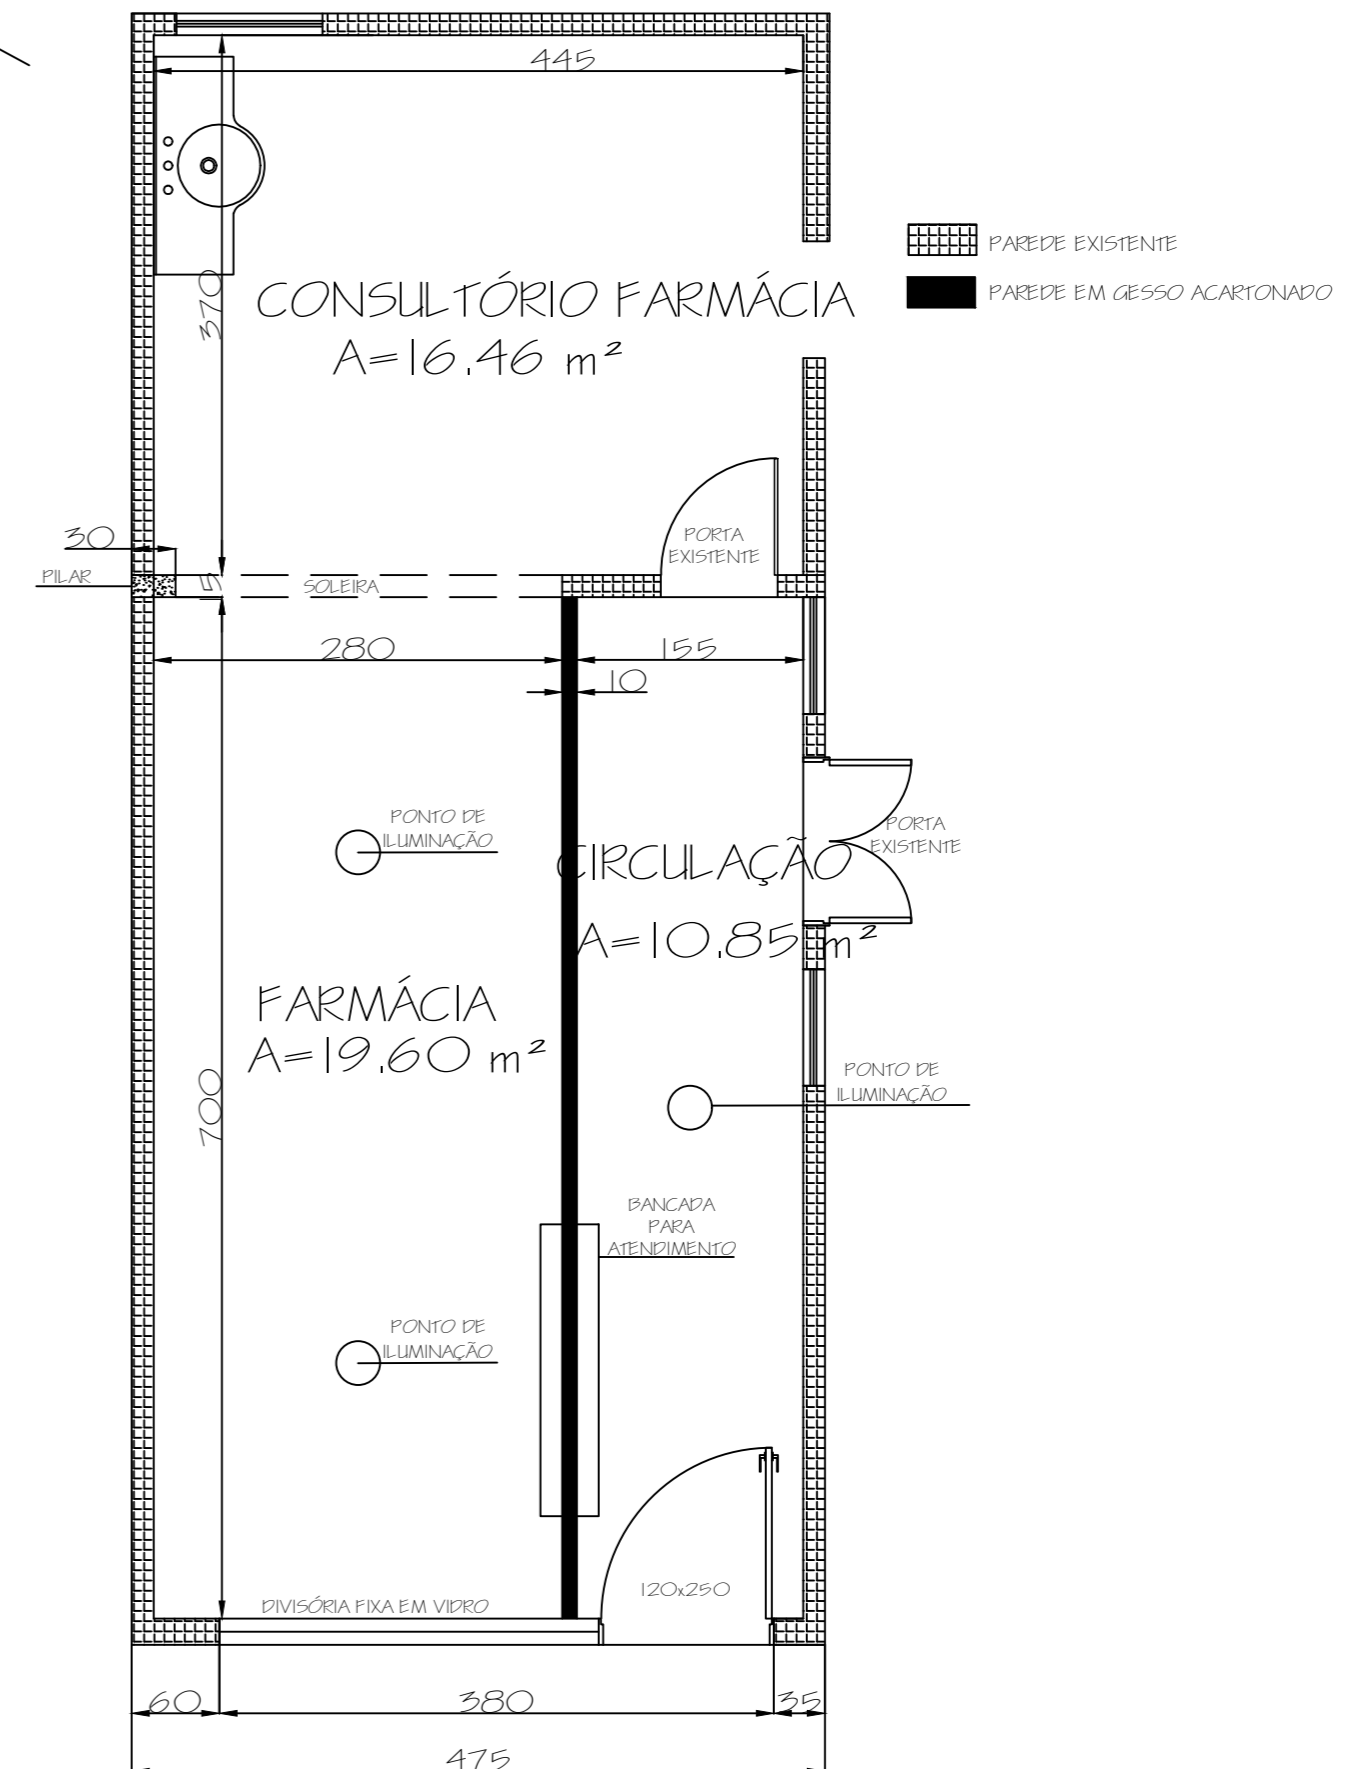 445
PAREDE EXISTENTE
PAREDE EM GESSO ACARTONADO
370
CONSULTÓRIO FARMÁCIA
A=16.46 m²
30
PILAR
15
SOLEIRA
PORTA
EXISTENTE
280
155
10
PONTO DE
ILUMINAÇÃO
PORTA
EXISTENTE
CIRCULAÇÃO
A=10.85 m²
FARMÁCIA
A=19.60 m²
700
PONTO DE
ILUMINAÇÃO
BANCADA
PARA
ATENDIMENTO
PONTO DE
ILUMINAÇÃO
120x250
DIVISÓRIA FIXA EM VIDRO
60
380
35
475